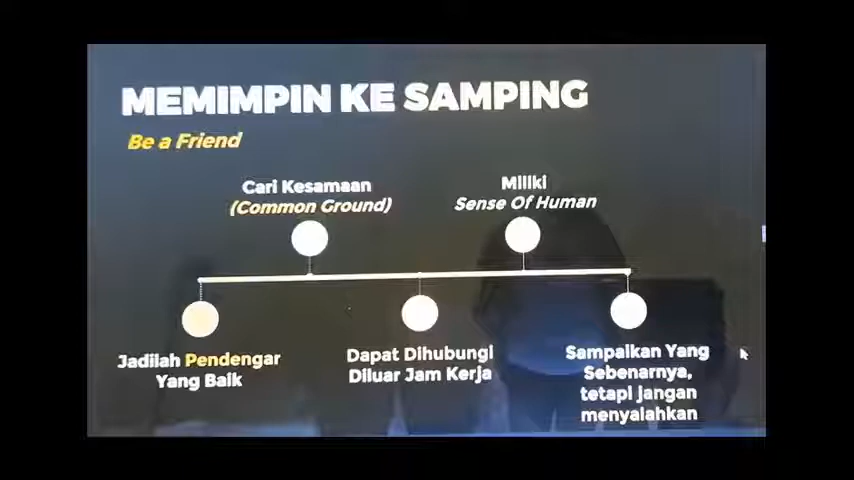 MEMIMPIN KE SAMPING
Be a Friend
Cari Kesamaan
(Common Ground)
Miliki
Sense Of Human
Jadilah Pendengar
Yang Baik
Dapat Dihubungi
Diluar Jam Kerja
Sampaikan Yang
Sebenarnya,
tetapi jangan
menyalahkan